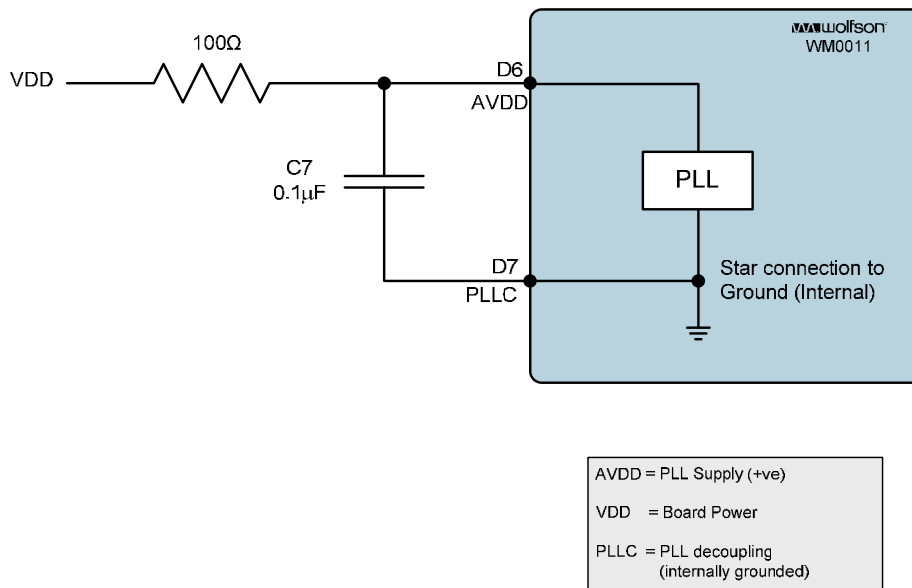 wolfson
WM0011
100Ω
VDD
D6
AVDD
C7
0.1µF
PLL
D7
PLLC
Star connection to
Ground (Internal)
AVDD = PLL Supply (+ve)
VDD = Board Power
PLLC = PLL decoupling
(internally grounded)